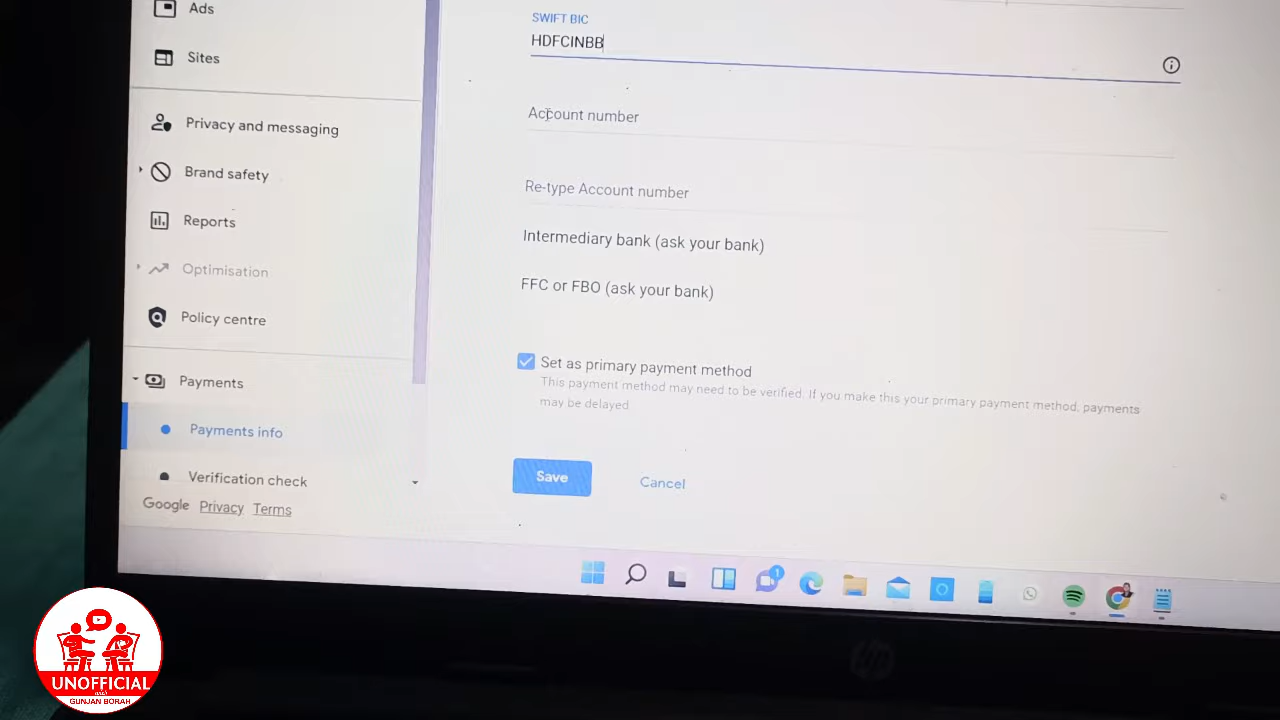 Ads
Sites
Privacy and messaging
Brand safety
Reports
Optimisation
Policy centre
Payments
Payments info
Verification check
Google Privacy Terms
SWIFT BIC
HDFCINBB
Account number
Re-type Account number
Intermediary bank (ask your bank)
FFC or FBO (ask your bank)
Set as primary payment method
This payment method may need to be verified. If you make this your primary payment method, payments
may be delayed
Save Cancel
1
hp
UNOFFICIAL
with
GUNJAN BORAH